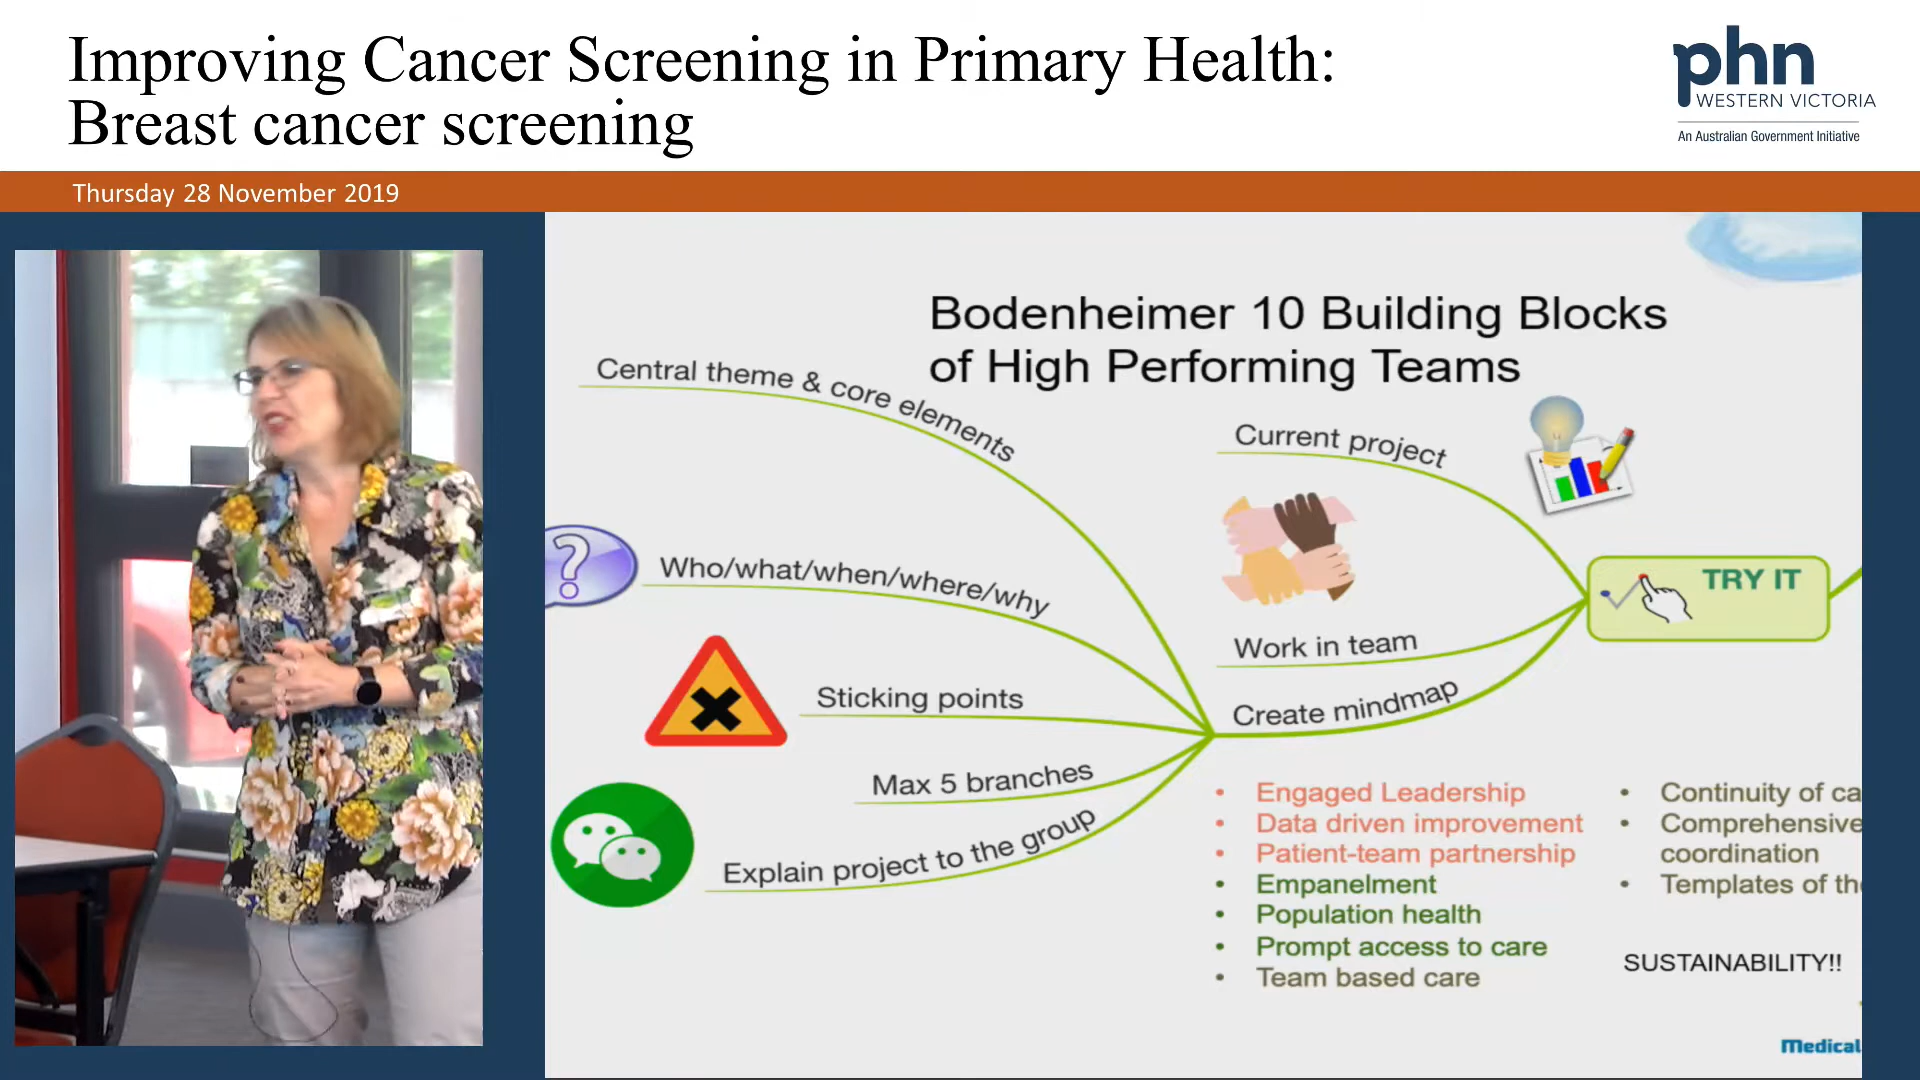 Improving Cancer Screening in Primary Health:
Breast cancer screening
phn
WESTERN VICTORIA
An Australian Government Initiative
Thursday 28 November 2019
Bodenheimer 10 Building Blocks
of High Performing Teams
Central theme & core elements
Current project
Who/what/when/where/why
TRY IT
Work in team
Sticking points
Create mindmap
Max 5 branches
Explain project to the group
• Engaged Leadership
• Data driven improvement
• Patient-team partnership
• Empanelment
• Population health
• Prompt access to care
• Team based care
• Continuity of ca
• Comprehensive
coordination
• Templates of th
SUSTAINABILITY!!
Medical